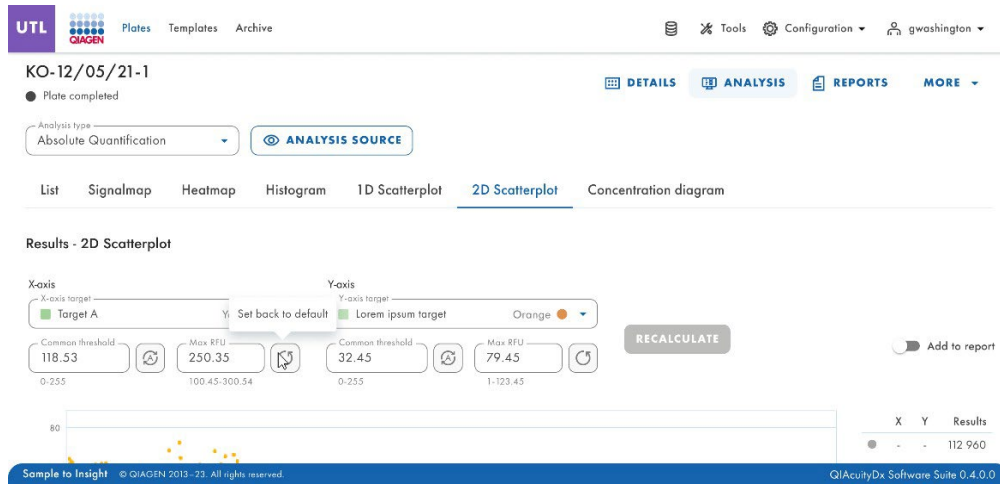 UTL QIAGEN Plates Templates Archive Tools Configuration gwashington
KO-12/05/21-1
Plate completed
DETAILS ANALYSIS REPORTS MORE
Analysis type
Absolute Quantification
ANALYSIS SOURCE
List Signalmap Heatmap Histogram 1D Scatterplot 2D Scatterplot Concentration diagram
Results - 2D Scatterplot
X-axis Y-axis
X-axis target Y-axis target
Target A Set back to default Lorem ipsum target Orange
RECALCULATE
Common threshold Max RFU Common threshold Max RFU
118.53 250.35 32.45 79.45
Add to report
0-255 100.45-300.54 0-255 1-123.45
X Y Results
80
- - 112 960
Sample to Insight © QIAGEN 2013–23. All rights reserved. QIAcuityDx Software Suite 0.4.0.0